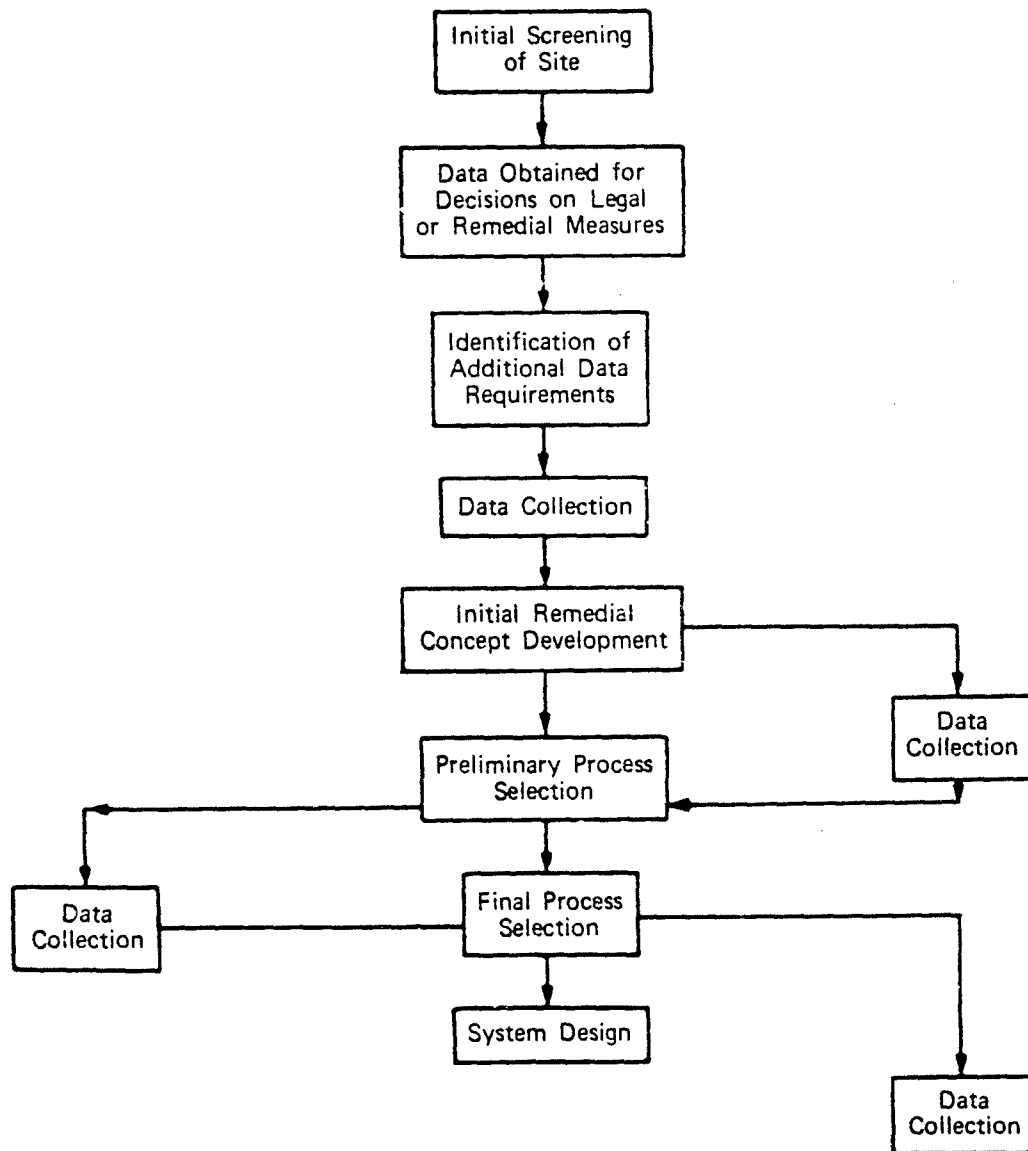 Initial Screening
of Site
Data Obtained for
Decisions on Legal
or Remedial Measures
Identification of
Additional Data
Requirements
Data Collection
Initial Remedial
Concept Development
Data
Collection
Preliminary Process
Selection
Data
Collection
Final Process
Selection
System Design
Data
Collection